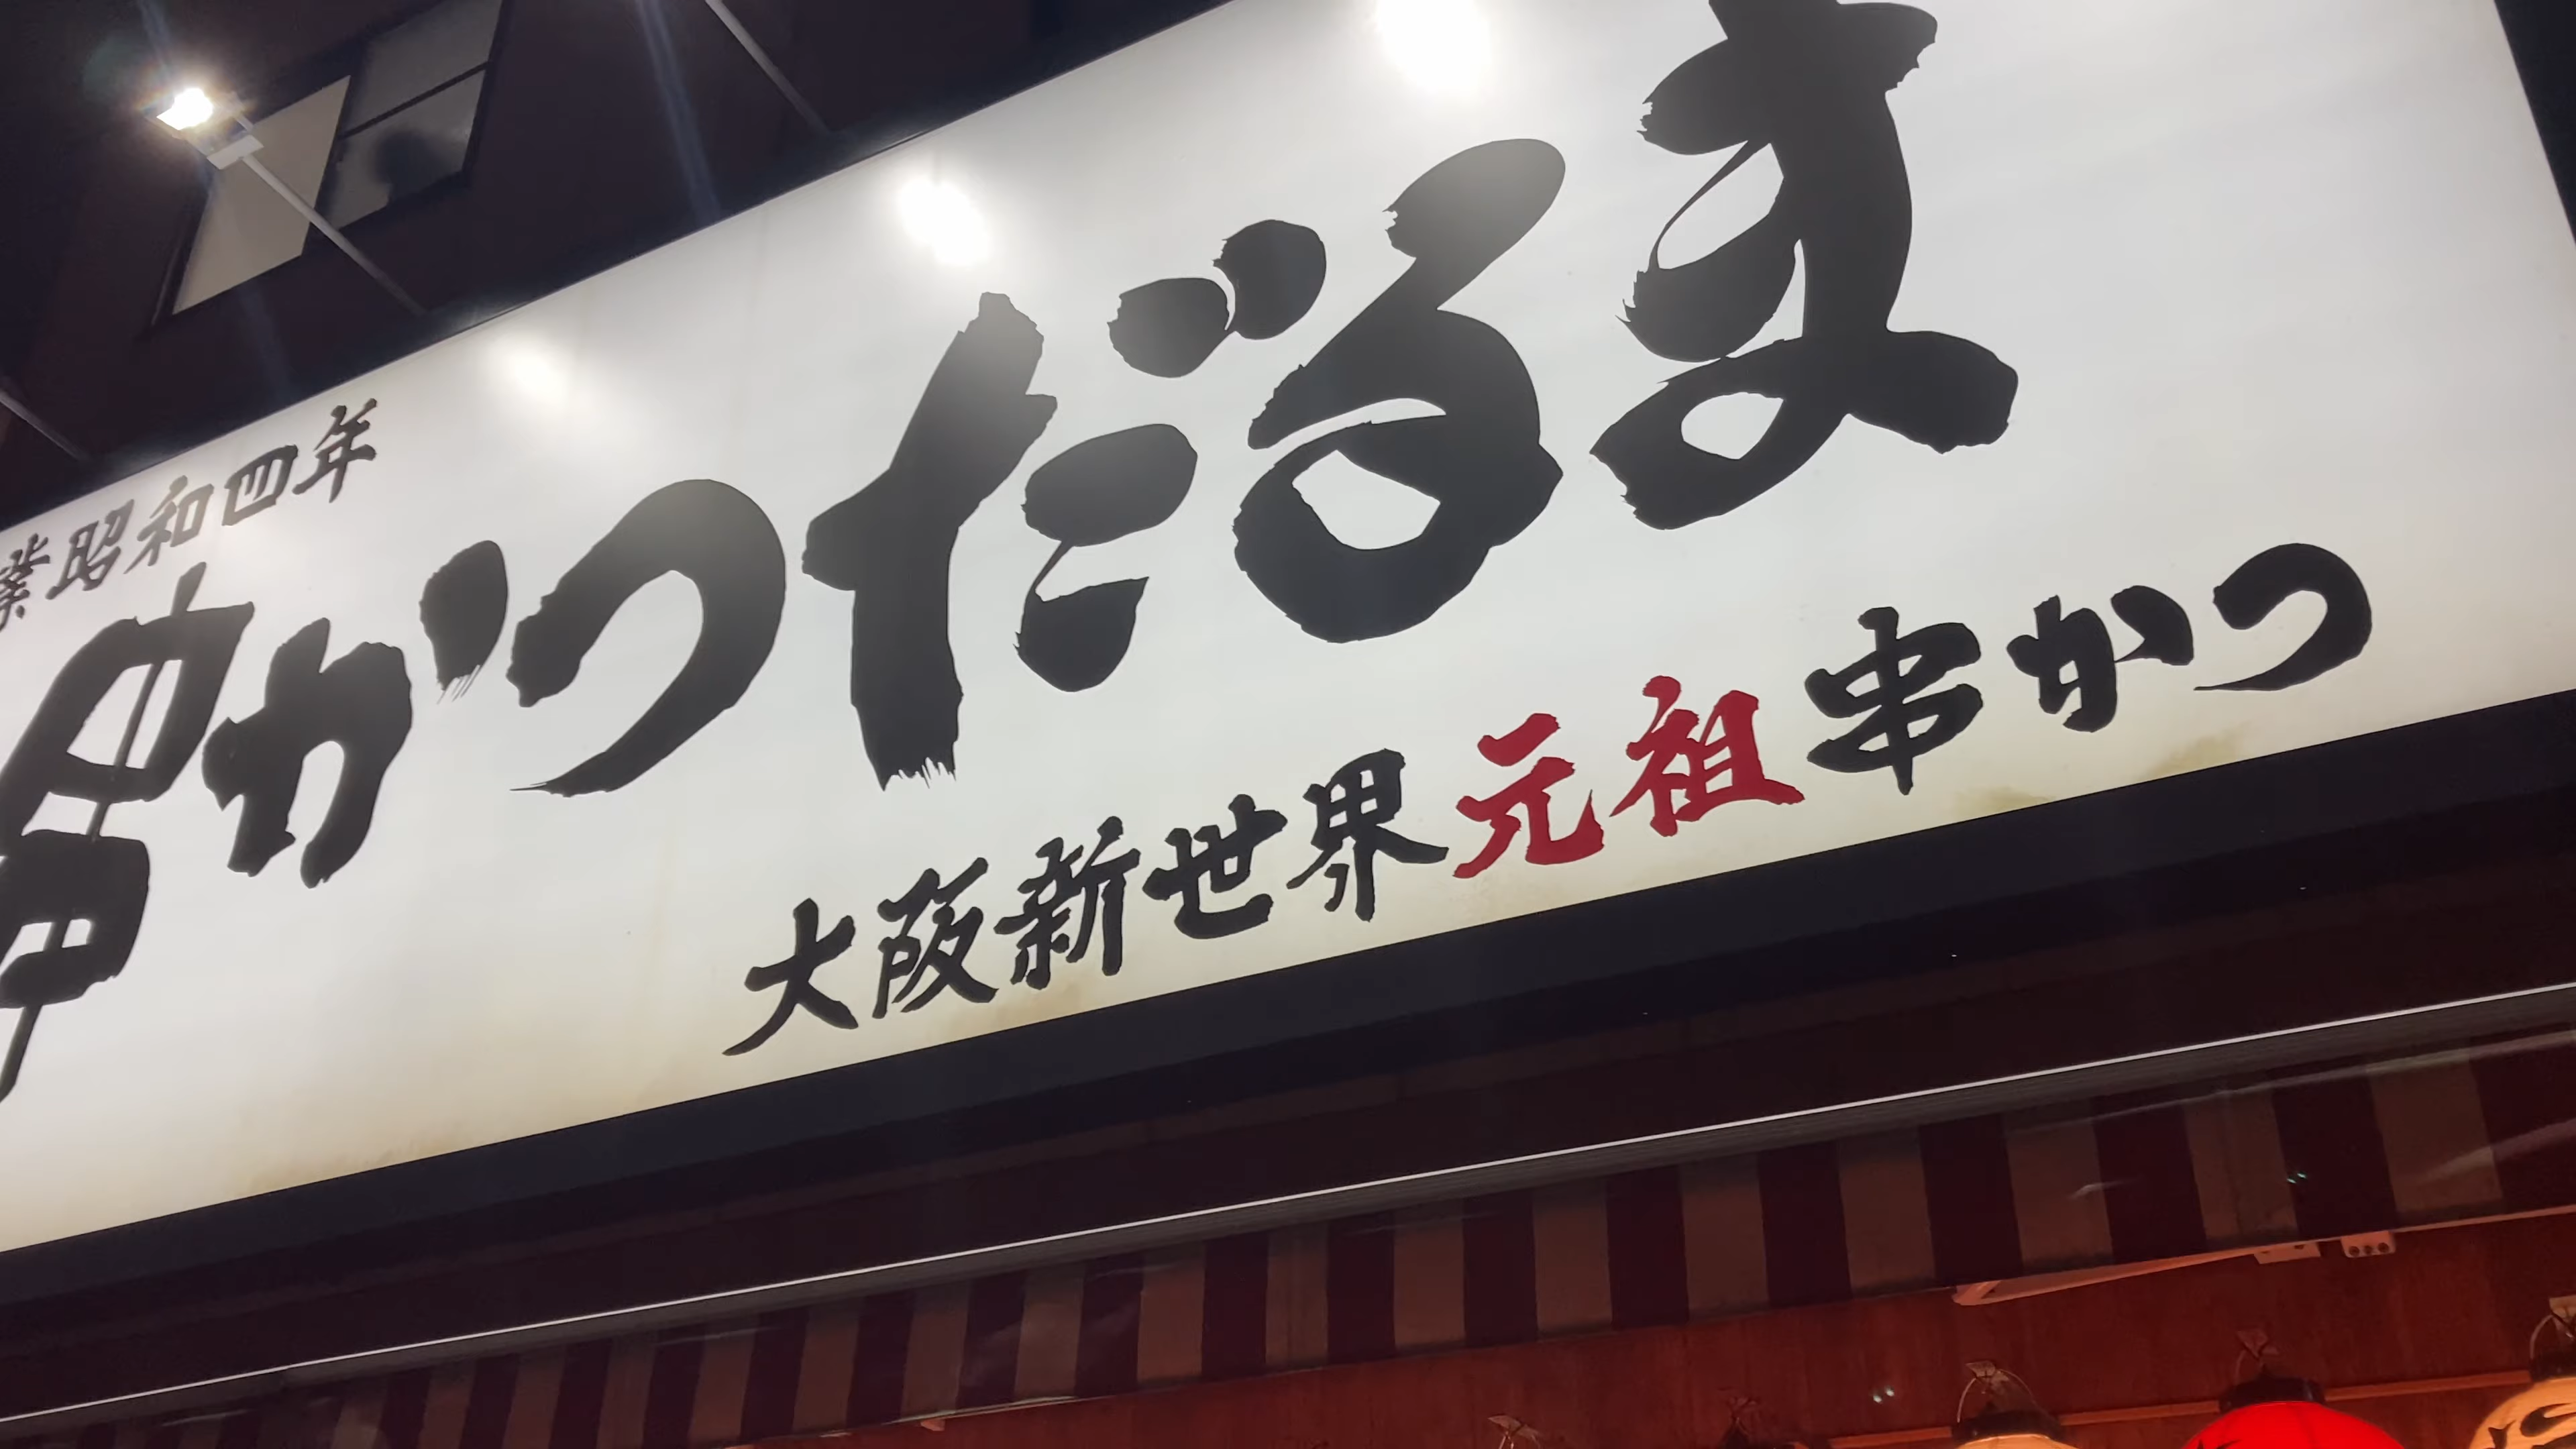 業昭和四年
串かつだるま
大阪新世界元祖串かつ